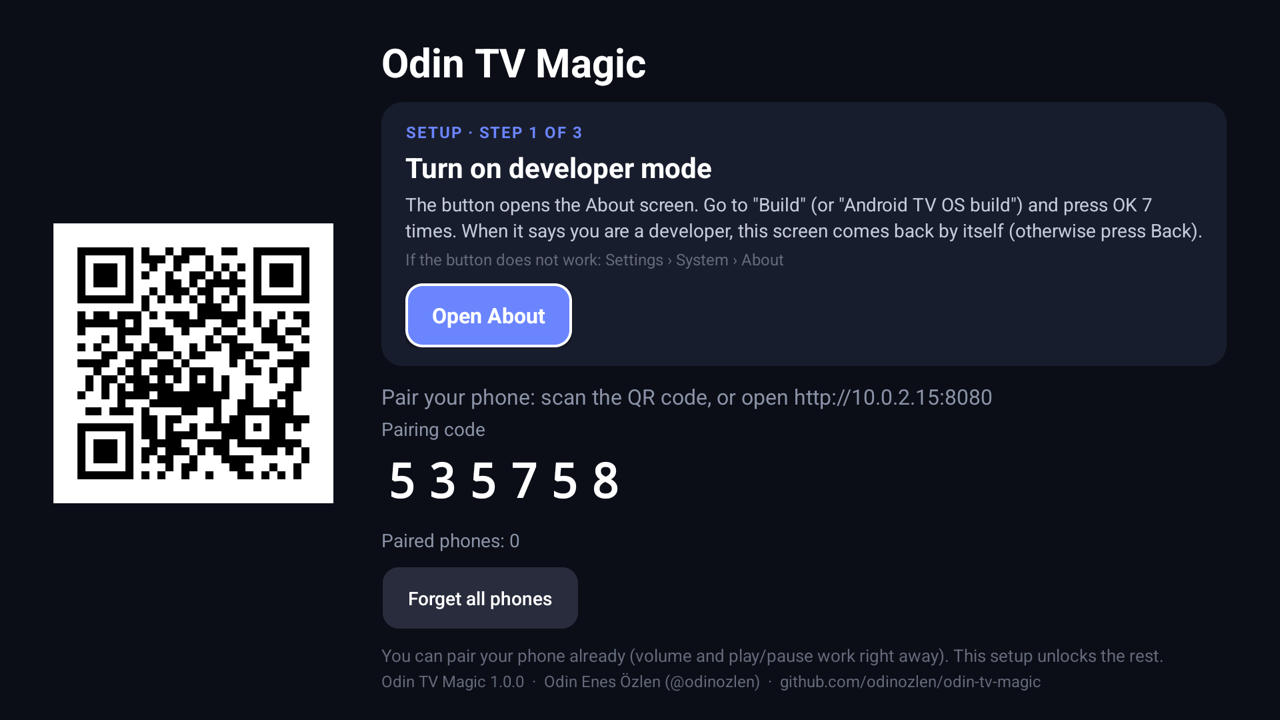 Odin TV Magic
SETUP · STEP 1 OF 3
Turn on developer mode
The button opens the About screen. Go to "Build" (or "Android TV OS build") and press OK 7
times. When it says you are a developer, this screen comes back by itself (otherwise press Back).
If the button does not work: Settings › System › About
Open About
Pair your phone: scan the QR code, or open http://10.0.2.15:8080
Pairing code
5 3 5 7 5 8
Paired phones: 0
Forget all phones
You can pair your phone already (volume and play/pause work right away). This setup unlocks the rest.
Odin TV Magic 1.0.0 · Odin Enes Özlen (@odinozlen) · github.com/odinozlen/odin-tv-magic